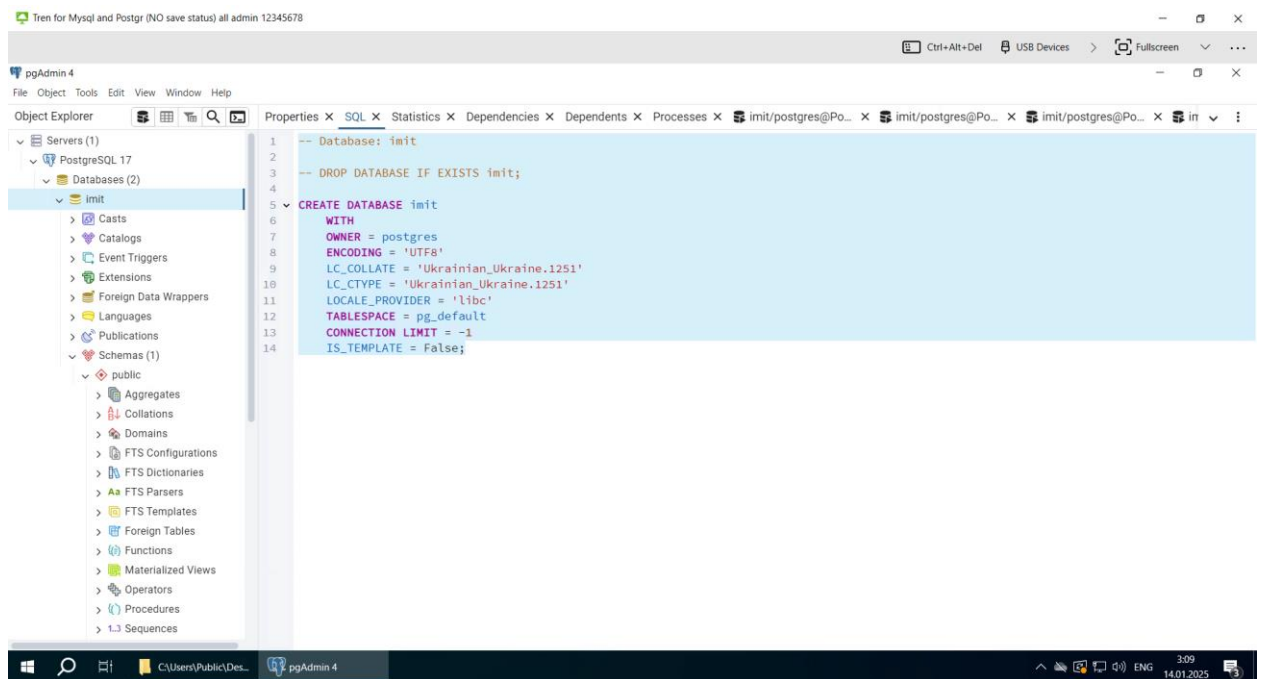 Tren for Mysql and Postgr (NO save status) all admin 12345678
Ctrl+Alt+Del USB Devices Fullscreen
pgAdmin 4
File Object Tools Edit View Window Help
Object Explorer
Properties SQL Statistics Dependencies Dependents Processes imit/postgres@Po... imit/postgres@Po... imit/postgres@Po... in
Servers (1)
PostgreSQL 17
Databases (2)
imit
Casts
Catalogs
Event Triggers
Extensions
Foreign Data Wrappers
Languages
Publications
Schemas (1)
public
Aggregates
Collations
Domains
FTS Configurations
FTS Dictionaries
Aa FTS Parsers
FTS Templates
Foreign Tables
Functions
Materialized Views
Operators
Procedures
1..3 Sequences
1 -- Database: imit
2
3 -- DROP DATABASE IF EXISTS imit;
4
5 CREATE DATABASE imit
6 WITH
7 OWNER = postgres
8 ENCODING = 'UTF8'
9 LC_COLLATE = 'Ukrainian_Ukraine.1251'
10 LC_CTYPE = 'Ukrainian_Ukraine.1251'
11 LOCALE_PROVIDER = 'libc'
12 TABLESPACE = pg_default
13 CONNECTION LIMIT = -1
14 IS_TEMPLATE = False;
C:\Users\Public\Des... pgAdmin 4 ENG 3:09
14.01.2025 3